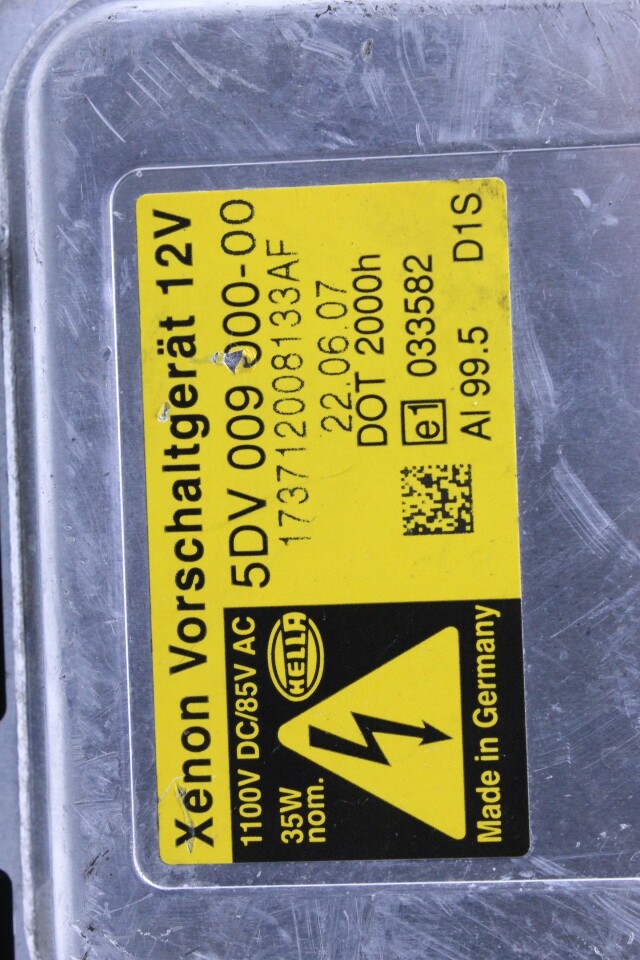 Xenon Vorschaltgerät 12V
5DV 009 000-00
1737120081​33AF
22.06.07
DOT 2000h
e1 033582
Al 99.5 D1S
1100V DC/85V AC
35W
nom.
HELLA
Made in Germany